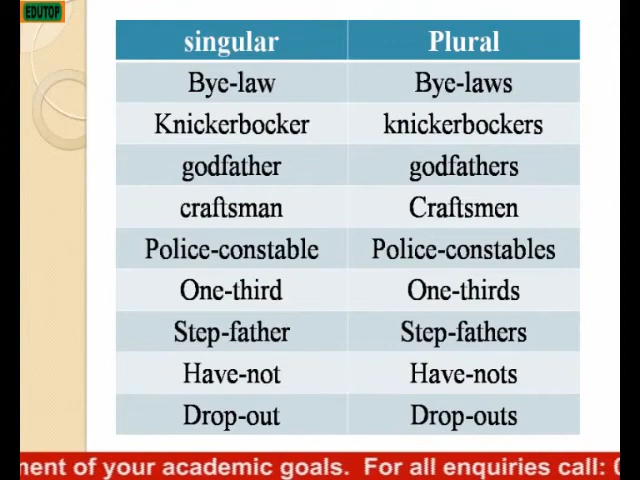 EDUTOP
singular Plural
Bye-law Bye-laws
Knickerbocker knickerbockers
godfather godfathers
craftsman Craftsmen
Police-constable Police-constables
One-third One-thirds
Step-father Step-fathers
Have-not Have-nots
Drop-out Drop-outs
of your academic goals. For all enquiries call: